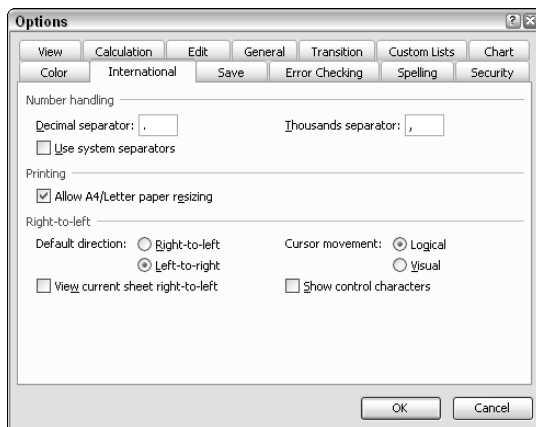 Options
View Calculation Edit General Transition Custom Lists Chart
Color International Save Error Checking Spelling Security
Number handling
Decimal separator: . Thousands separator: ,
Use system separators
Printing
Allow A4/Letter paper resizing
Right-to-left
Default direction: Right-to-left Cursor movement: Logical
Left-to-right Visual
View current sheet right-to-left Show control characters
OK Cancel